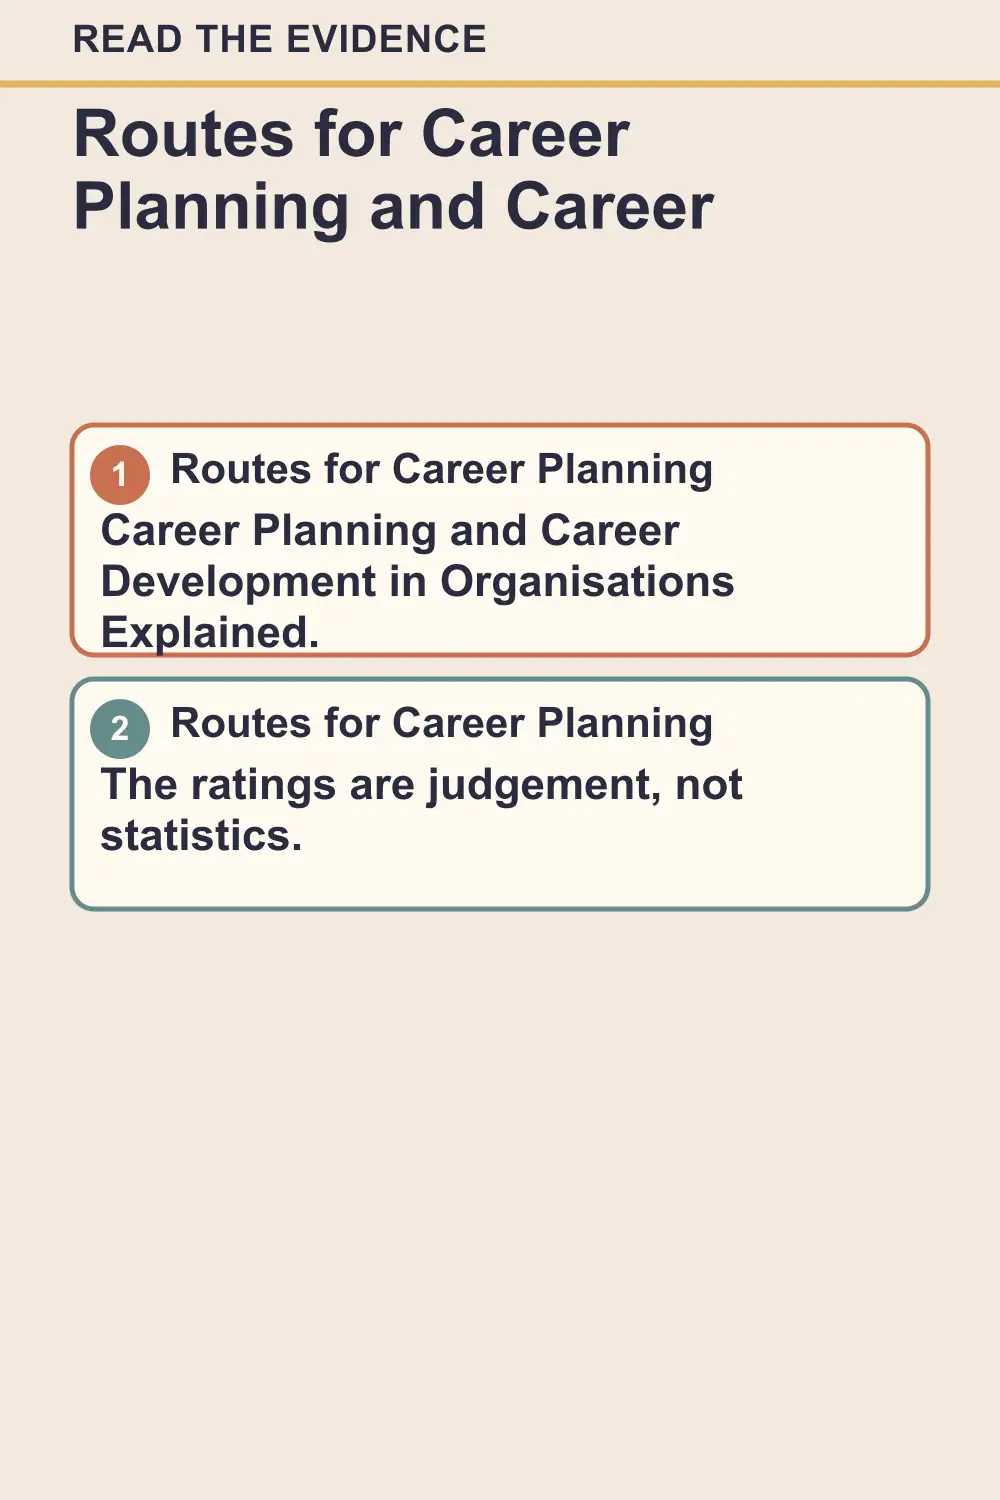 READ THE EVIDENCE
Routes for Career
Planning and Career
1 Routes for Career Planning
Career Planning and Career
Development in Organisations
Explained.
2 Routes for Career Planning
The ratings are judgement, not
statistics.